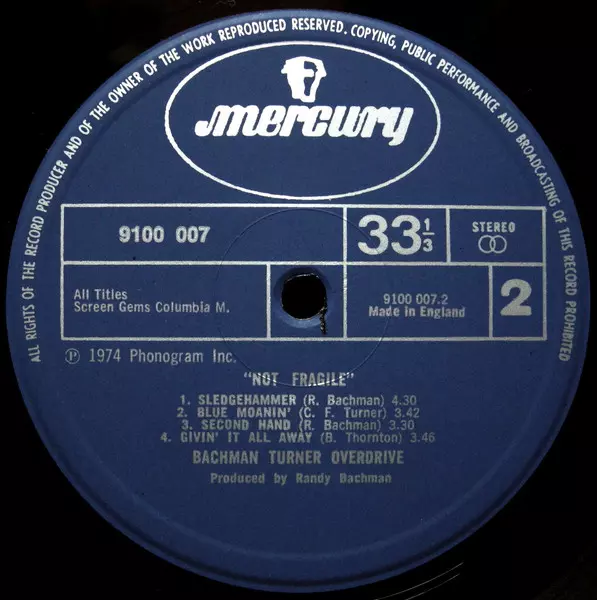 ALL RIGHTS OF THE RECORD PRODUCER AND OF THE OWNER OF THE WORK REPRODUCED RESERVED. COPYING, PUBLIC PERFORMANCE AND BROADCASTING OF THIS RECORD PROHIBITED
mercury
9100 007
33 1/3
STEREO
All Titles
Screen Gems Columbia M.
9100 007.2
Made in England
2
Ⓟ 1974 Phonogram Inc.
"NOT FRAGILE"
1. SLEDGEHAMMER (R. Bachman) 4.30
2. BLUE MOANIN' (C. F. Turner) 3.42
3. SECOND HAND (R. Bachman) 3.30
4. GIVIN' IT ALL AWAY (B. Thornton) 3.46
BACHMAN TURNER OVERDRIVE
Produced by Randy Bachman